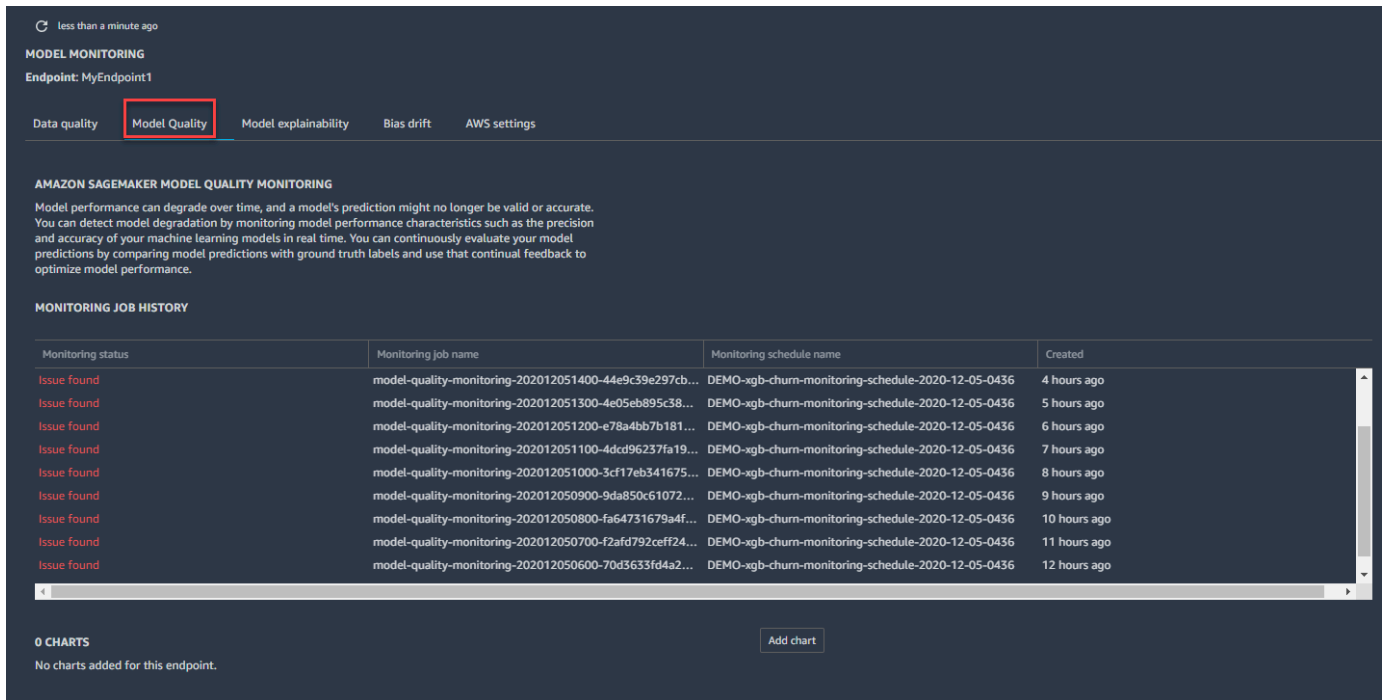 less than a minute ago
MODEL MONITORING
Endpoint: MyEndpoint1
Data quality Model Quality Model explainability Bias drift AWS settings
AMAZON SAGEMAKER MODEL QUALITY MONITORING
Model performance can degrade over time, and a model's prediction might no longer be valid or accurate.
You can detect model degradation by monitoring model performance characteristics such as the precision
and accuracy of your machine learning models in real time. You can continuously evaluate your model
predictions by comparing model predictions with ground truth labels and use that continual feedback to
optimize model performance.
MONITORING JOB HISTORY
Monitoring status Monitoring job name Monitoring schedule name Created
Issue found model-quality-monitoring-202012051400-44e9c39e297cb... DEMO-xgb-churn-monitoring-schedule-2020-12-05-0436 4 hours ago
Issue found model-quality-monitoring-202012051300-4e05eb895c38... DEMO-xgb-churn-monitoring-schedule-2020-12-05-0436 5 hours ago
Issue found model-quality-monitoring-202012051200-e78a4bb7b181... DEMO-xgb-churn-monitoring-schedule-2020-12-05-0436 6 hours ago
Issue found model-quality-monitoring-202012051100-4dcd96237fa19... DEMO-xgb-churn-monitoring-schedule-2020-12-05-0436 7 hours ago
Issue found model-quality-monitoring-202012051000-3cf17eb341675... DEMO-xgb-churn-monitoring-schedule-2020-12-05-0436 8 hours ago
Issue found model-quality-monitoring-202012050900-9da850c61072... DEMO-xgb-churn-monitoring-schedule-2020-12-05-0436 9 hours ago
Issue found model-quality-monitoring-202012050800-fa64731679a4f... DEMO-xgb-churn-monitoring-schedule-2020-12-05-0436 10 hours ago
Issue found model-quality-monitoring-202012050700-f2afd792ceff24... DEMO-xgb-churn-monitoring-schedule-2020-12-05-0436 11 hours ago
Issue found model-quality-monitoring-202012050600-70d3633fd4a2... DEMO-xgb-churn-monitoring-schedule-2020-12-05-0436 12 hours ago
0 CHARTS Add chart
No charts added for this endpoint.